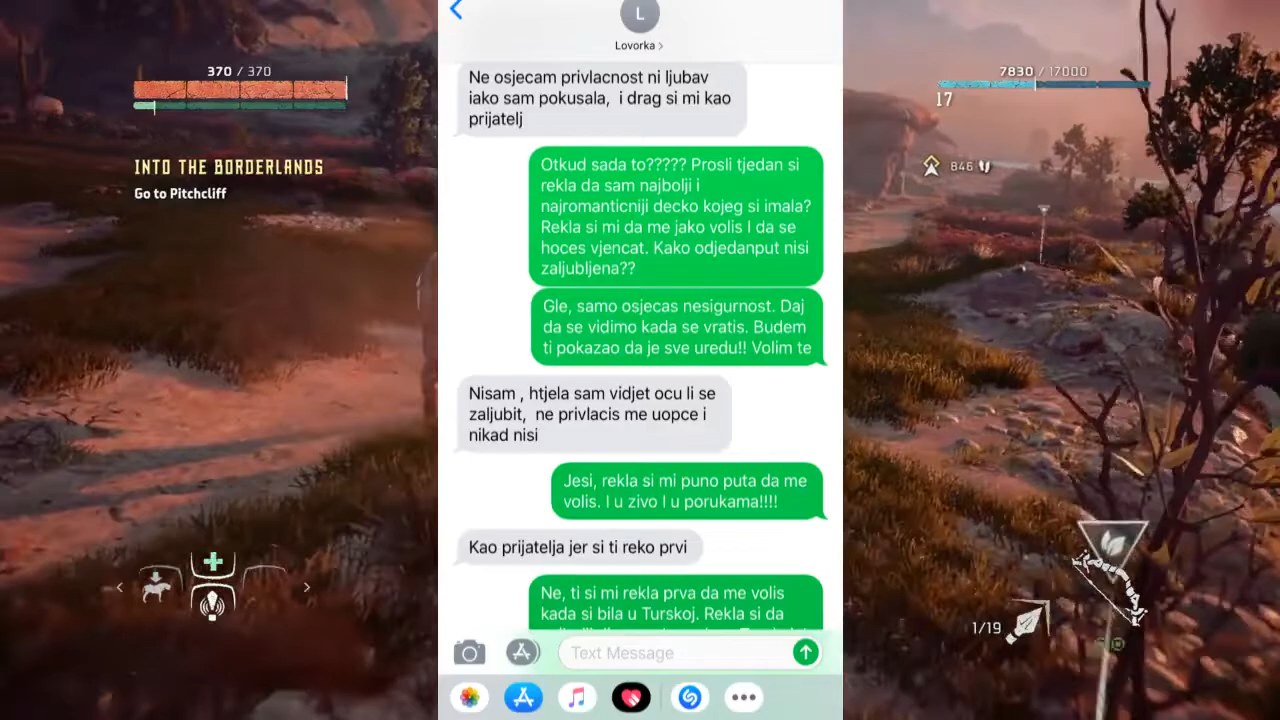 370 / 370
INTO THE BORDERLANDS
Go to Pitchcliff
L
Lovorka
Ne osjecam privlacnost ni ljubav
iako sam pokusala, i drag si mi kao
prijatelj
Otkud sada to????? Prosli tjedan si
rekla da sam najbolji i
najromanticniji decko kojeg si imala?
Rekla si mi da me jako volis I da se
hoces vjencat. Kako odjedanput nisi
zaljubljena??
Gle, samo osjecas nesigurnost. Daj
da se vidimo kada se vratis. Budem
ti pokazao da je sve uredu!! Volim te
Nisam , htjela sam vidjet ocu li se
zaljubit, ne privlacis me uopce i
nikad nisi
Jesi, rekla si mi puno puta da me
volis. I u zivo I u porukama!!!!
Kao prijatelja jer si ti reko prvi
Ne, ti si mi rekla prva da me volis
kada si bila u Turskoj. Rekla si da
Text Message
7830 / 17000
17
846
1/19